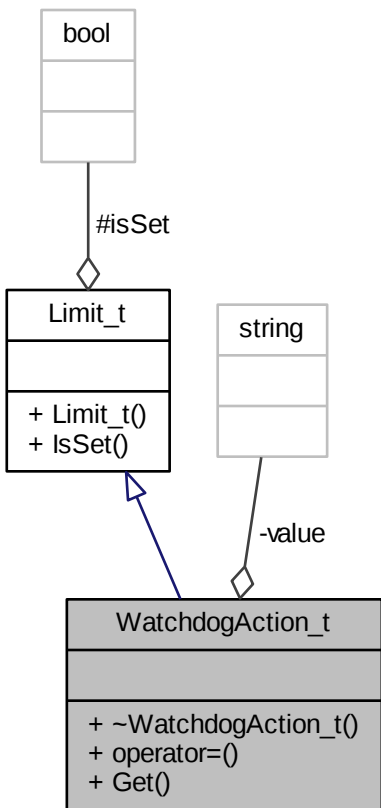 bool
#isSet
Limit_t
+ Limit_t()
+ IsSet()
string
-value
WatchdogAction_t
+ ~WatchdogAction_t()
+ operator=()
+ Get()